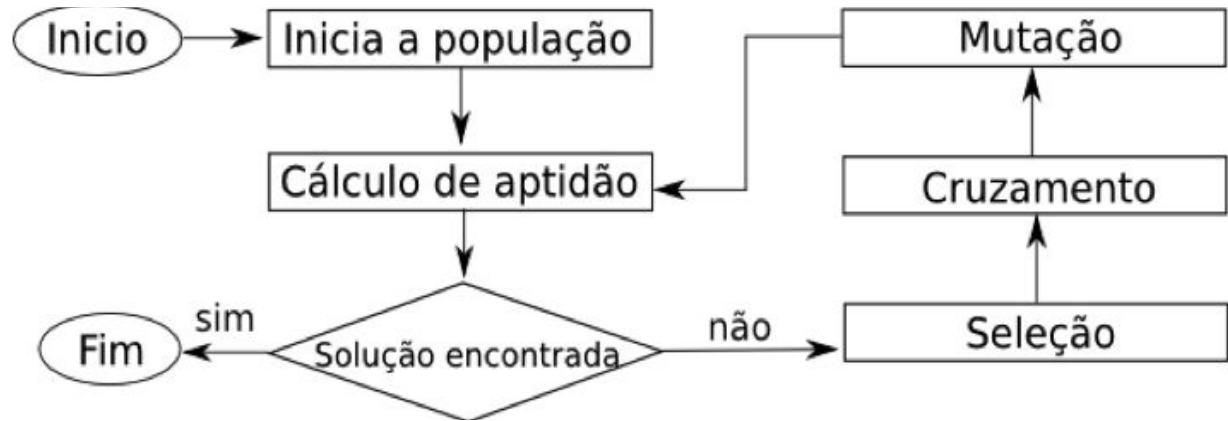 Inicio
Inicia a população
Mutação
Cálculo de aptidão
Cruzamento
sim
não
Fim
Solução encontrada
Seleção